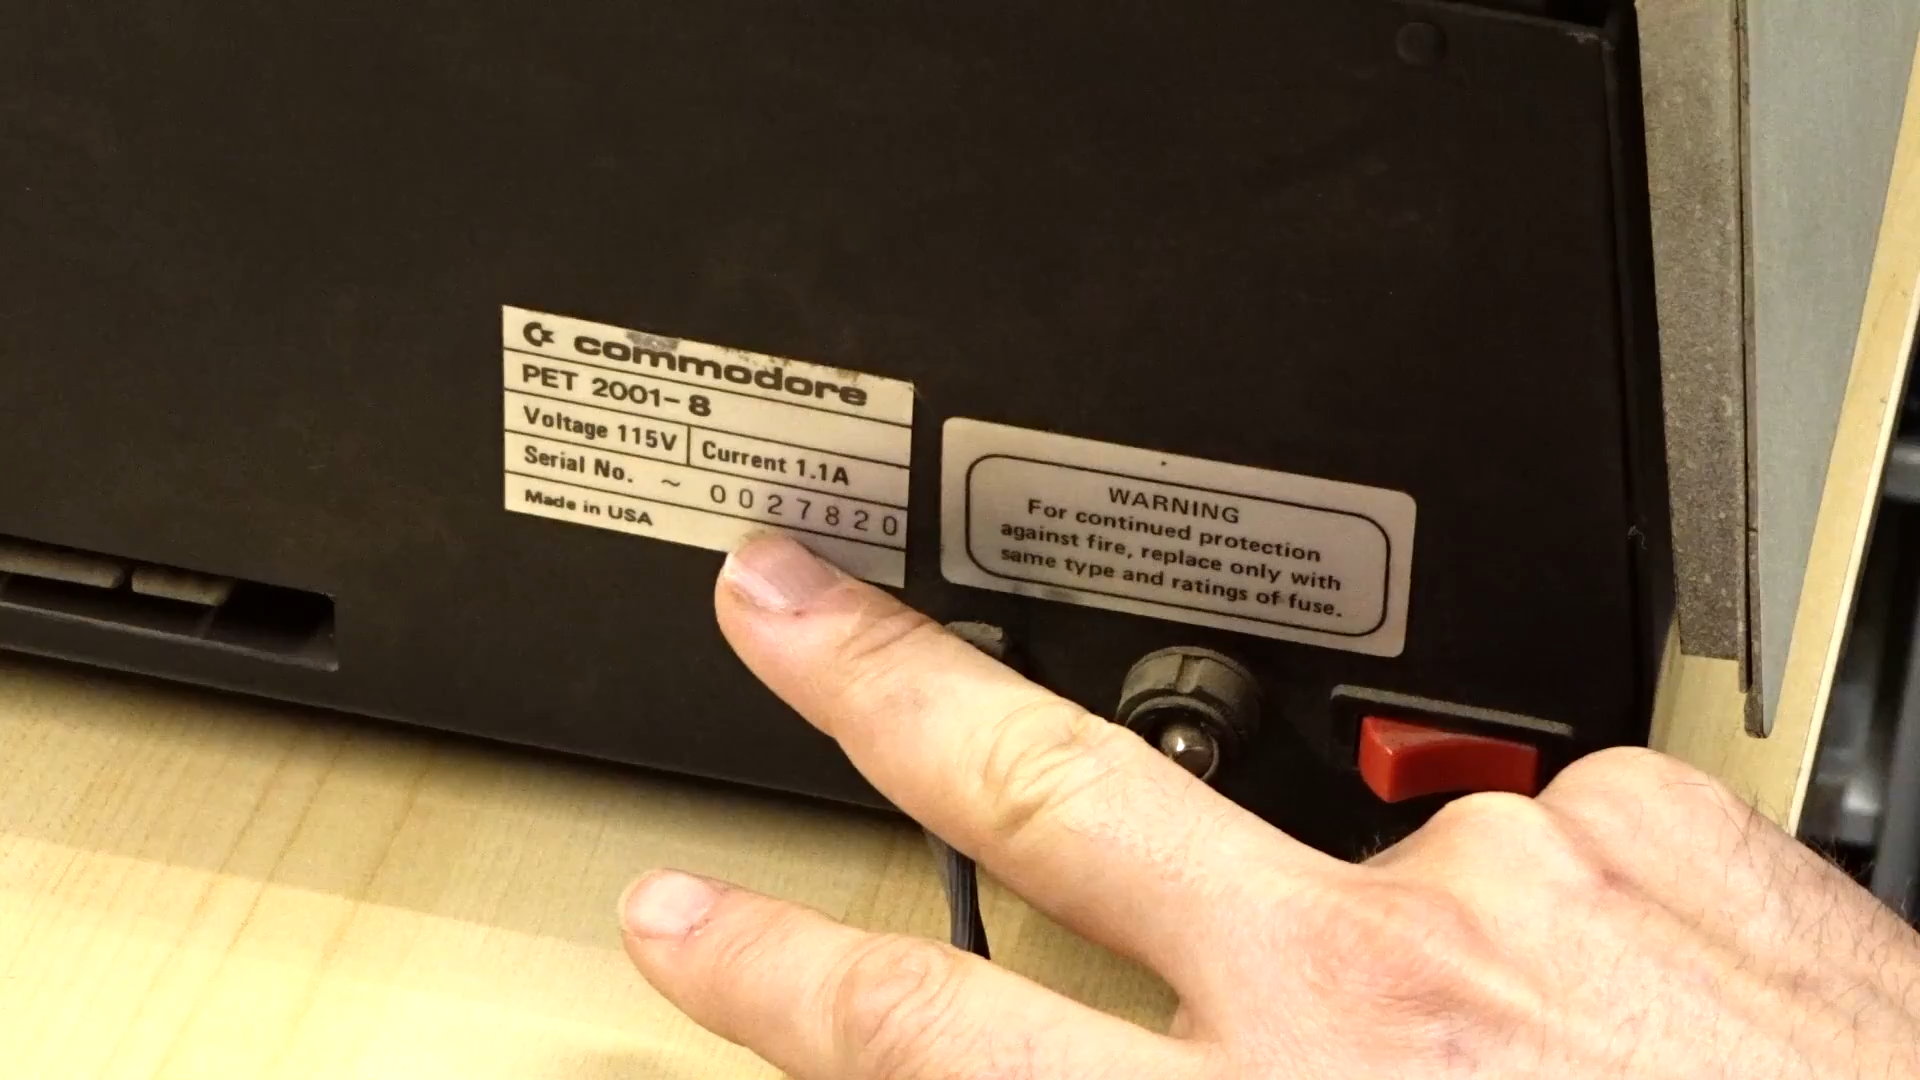 commodore
PET 2001-8
Voltage 115V Current 1.1A
Serial No. ~ 0027820
Made in USA
WARNING
For continued protection
against fire, replace only with
same type and ratings of fuse.